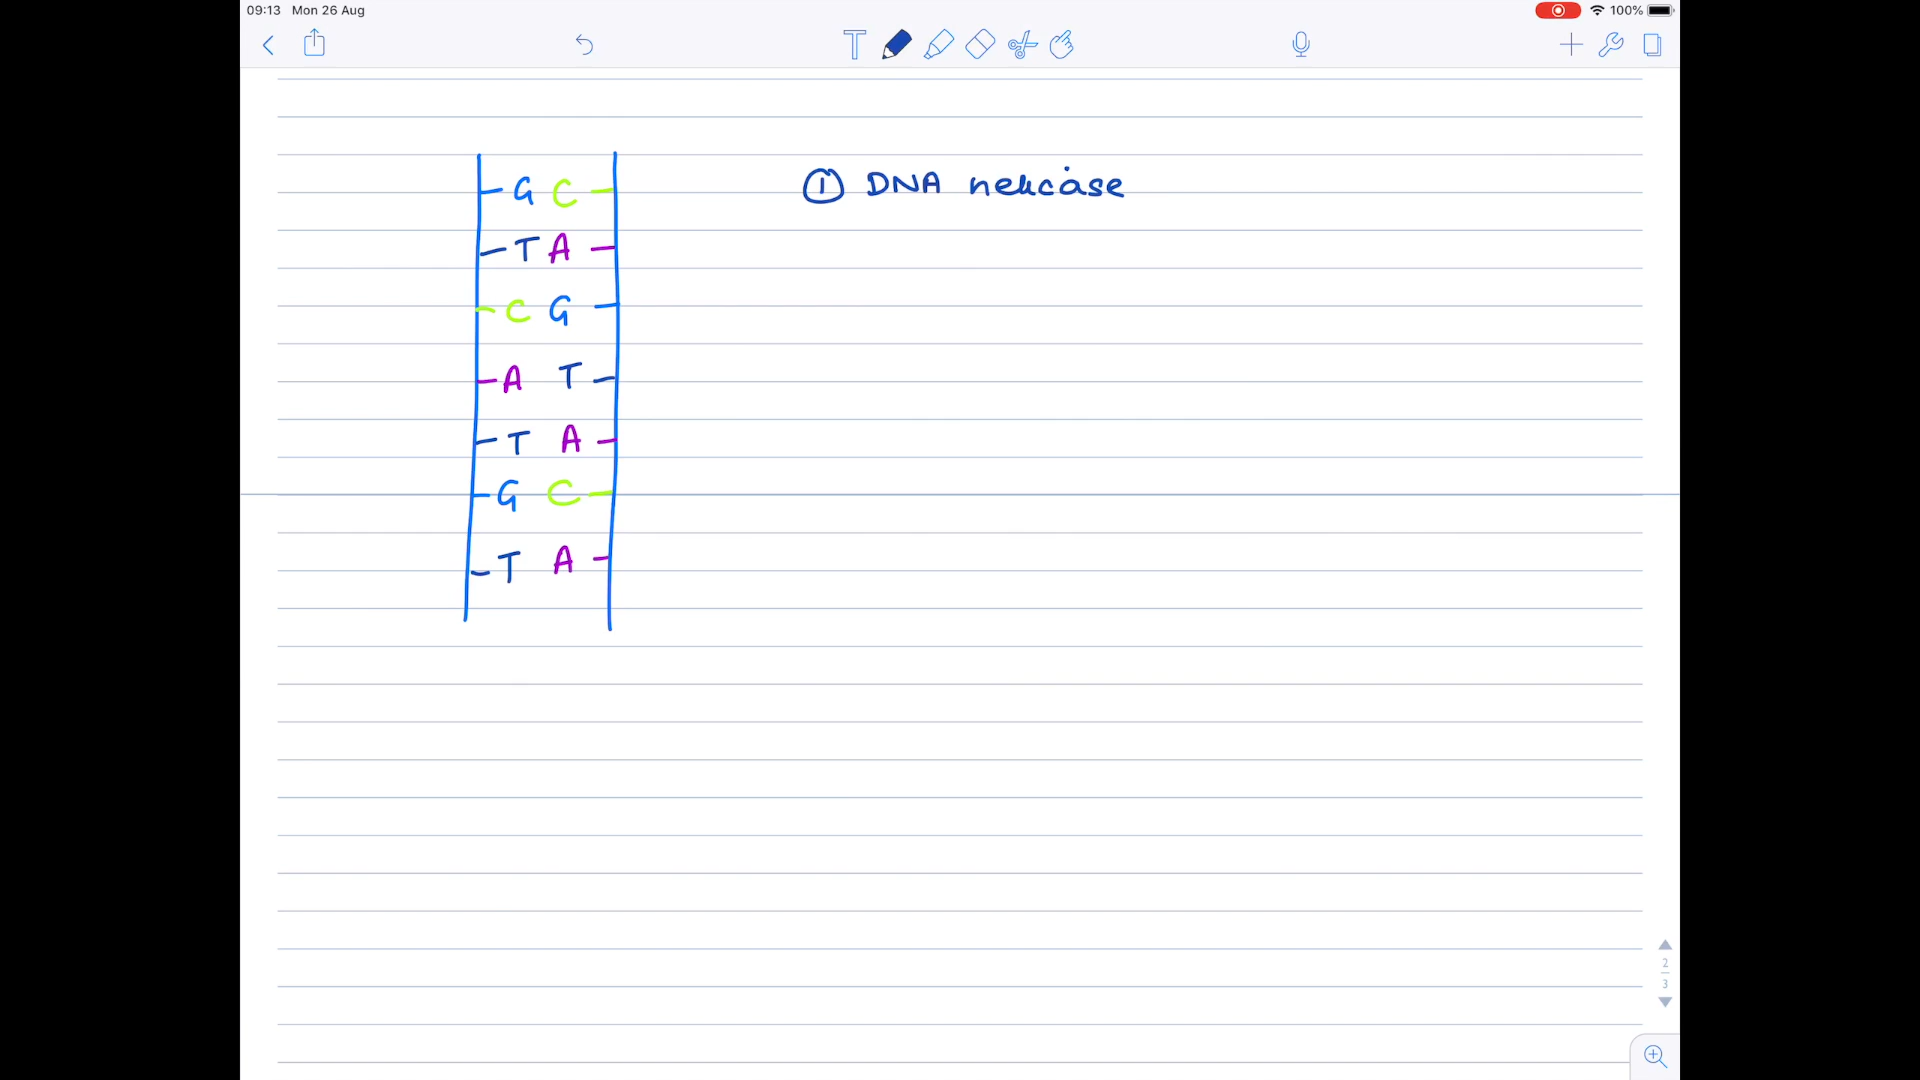 09:13 Mon 26 Aug
100%
T
① DNA nelicase
G C
T A
C G
A T
T A
G C
T A
2
3